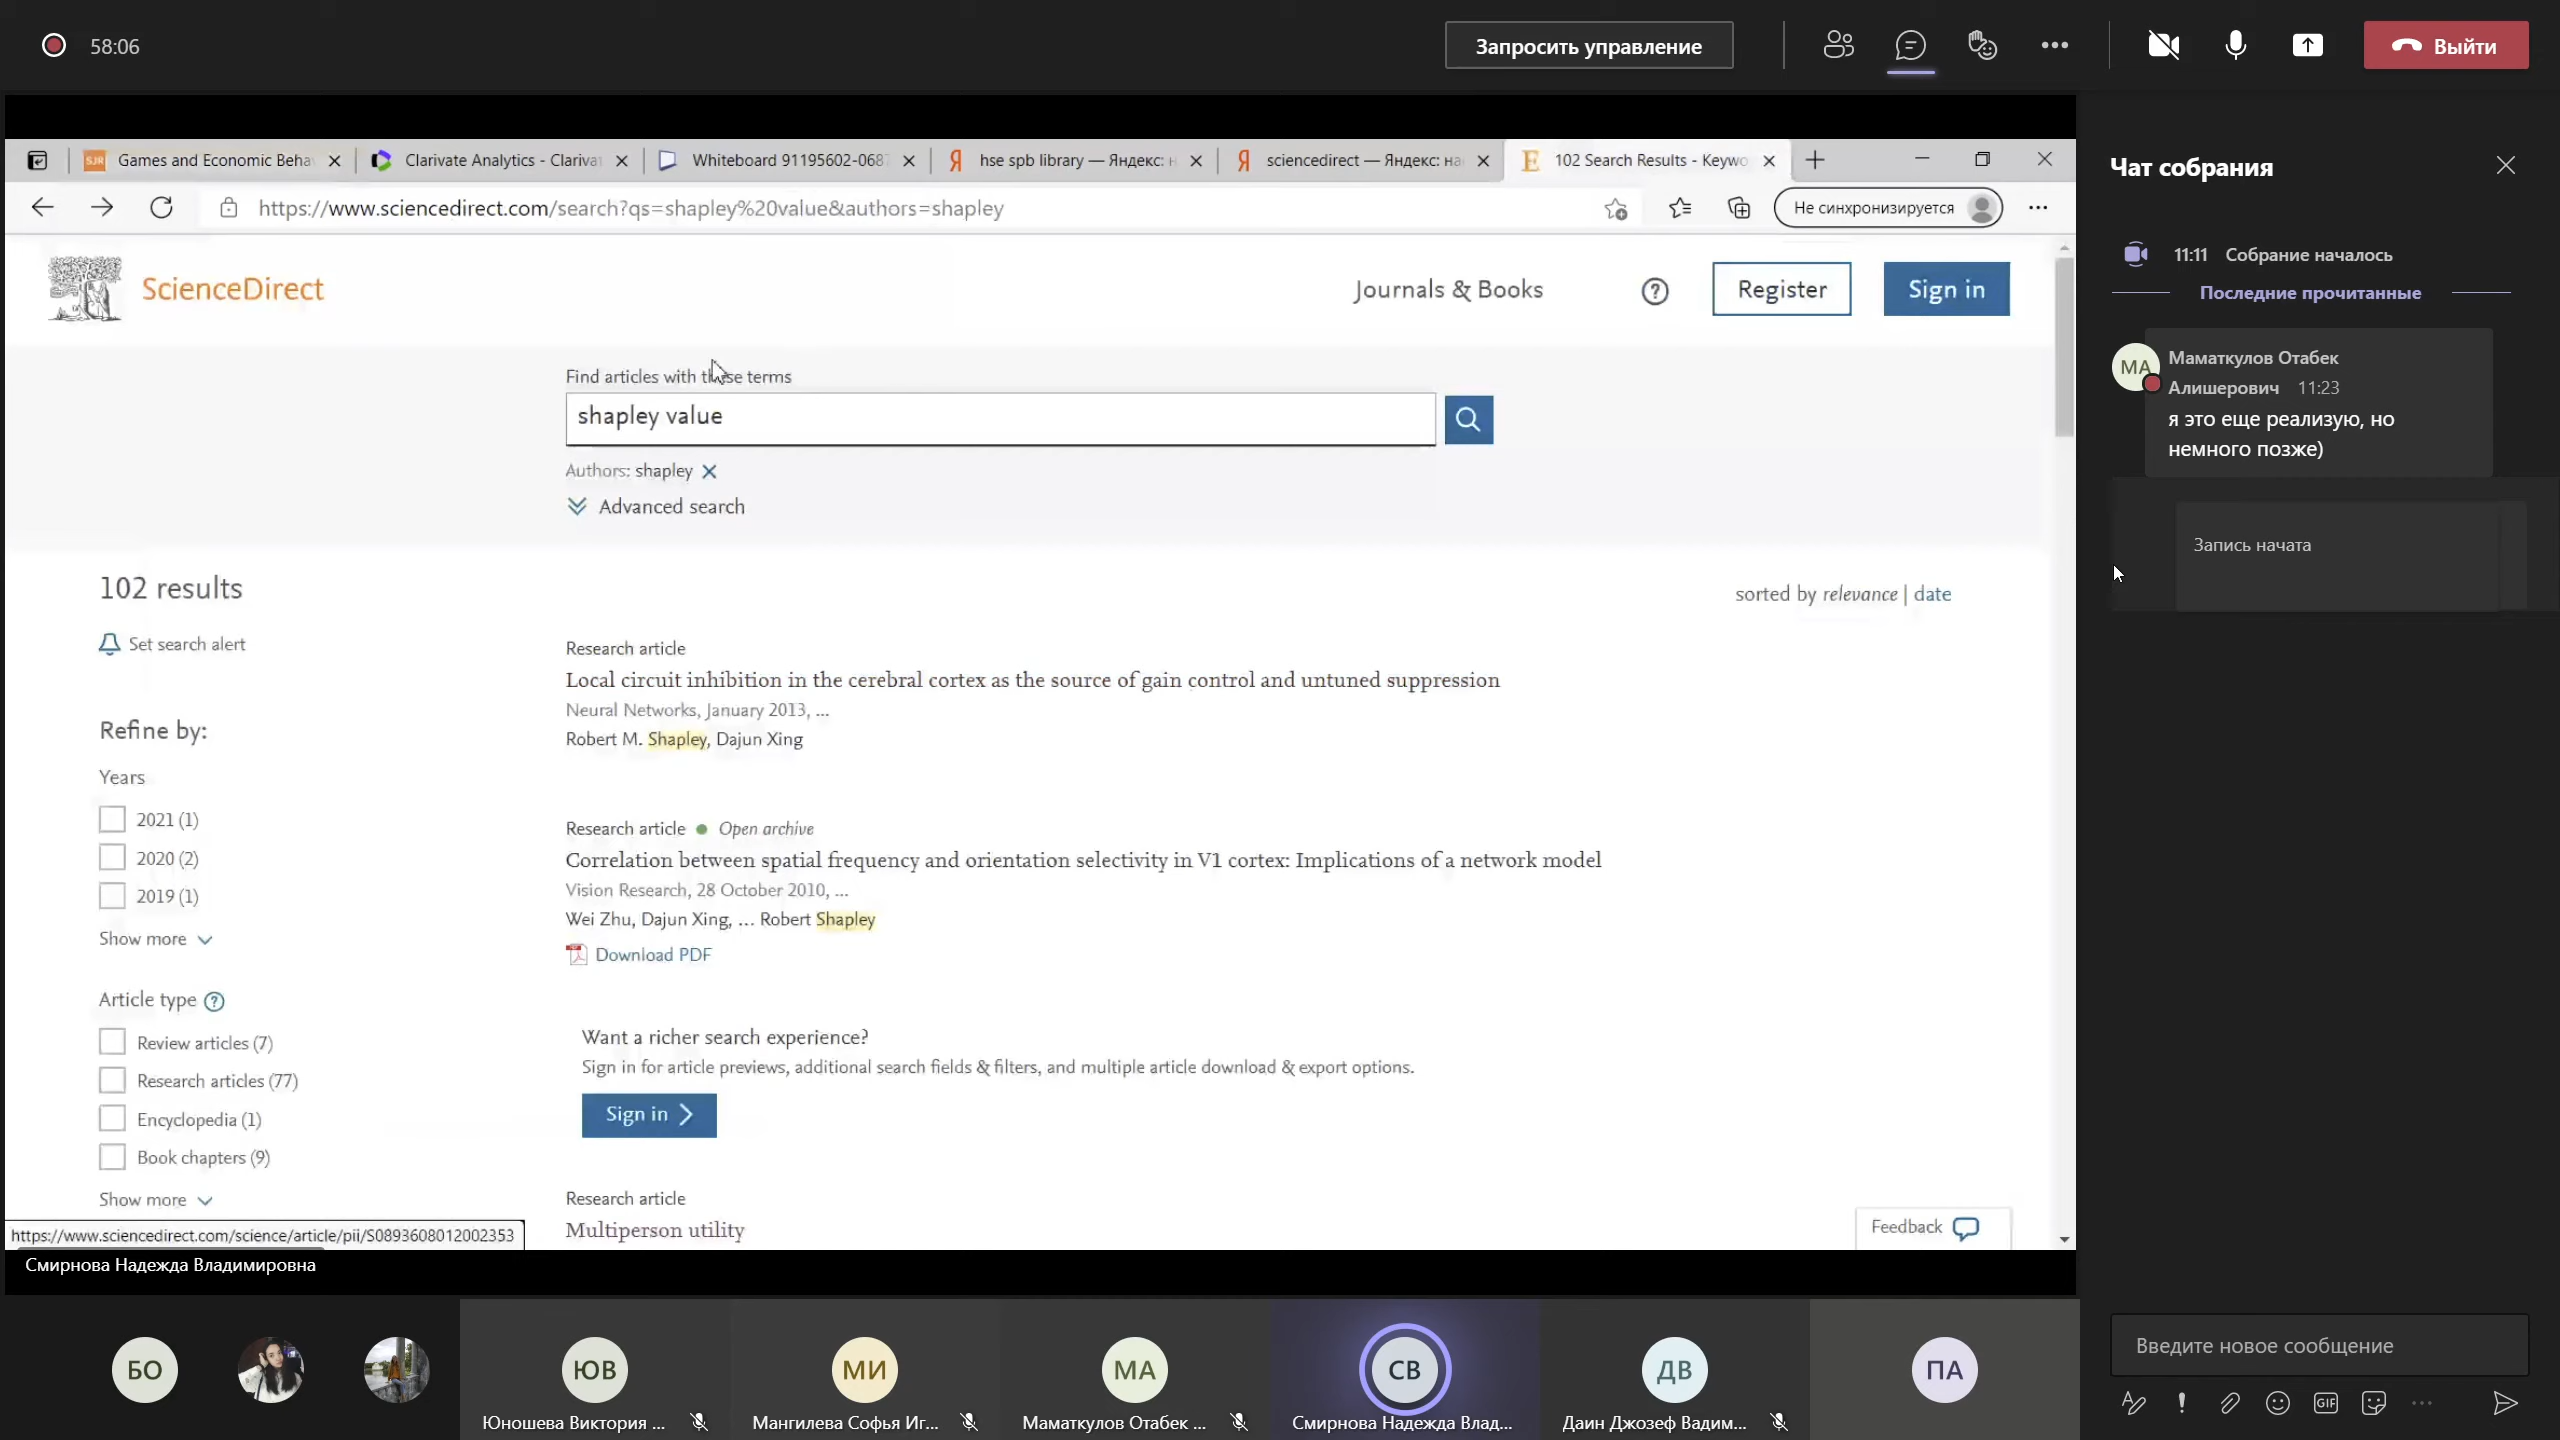 58:06
Запросить управление
Выйти
Games and Economic Beha
Clarivate Analytics - Clariva
Whiteboard 91195602-0687
hse spb library — Яндекс: н
sciencedirect — Яндекс: на
102 Search Results - Keywo
https://www.sciencedirect.com/search?qs=shapley%20value&authors=shapley
Не синхронизируется
ScienceDirect
Journals & Books
Register
Sign in
Find articles with these terms
shapley value
Authors: shapley
Advanced search
102 results
sorted by relevance | date
Set search alert
Refine by:
Years
2021 (1)
2020 (2)
2019 (1)
Show more
Article type
Review articles (7)
Research articles (77)
Encyclopedia (1)
Book chapters (9)
Show more
Research article
Local circuit inhibition in the cerebral cortex as the source of gain control and untuned suppression
Neural Networks, January 2013, ...
Robert M. Shapley, Dajun Xing
Research article
Open archive
Correlation between spatial frequency and orientation selectivity in V1 cortex: Implications of a network model
Vision Research, 28 October 2010, ...
Wei Zhu, Dajun Xing, ... Robert Shapley
Download PDF
Want a richer search experience?
Sign in for article previews, additional search fields & filters, and multiple article download & export options.
Sign in
Research article
Multiperson utility
Feedback
https://www.sciencedirect.com/science/article/pii/S0893608012002353
Смирнова Надежда Владимировна
Чат собрания
11:11 Собрание началось
Последние прочитанные
МА
Маматкулов Отабек
Алишерович 11:23
я это еще реализую, но
немного позже)
Запись начата
Введите новое сообщение
GIF
БО
ЮВ
Юношева Виктория ...
МИ
Мангилева Софья Иг...
МА
Маматкулов Отабек ...
СВ
Смирнова Надежда Влад...
ДВ
Даин Джозеф Вадим...
ПА